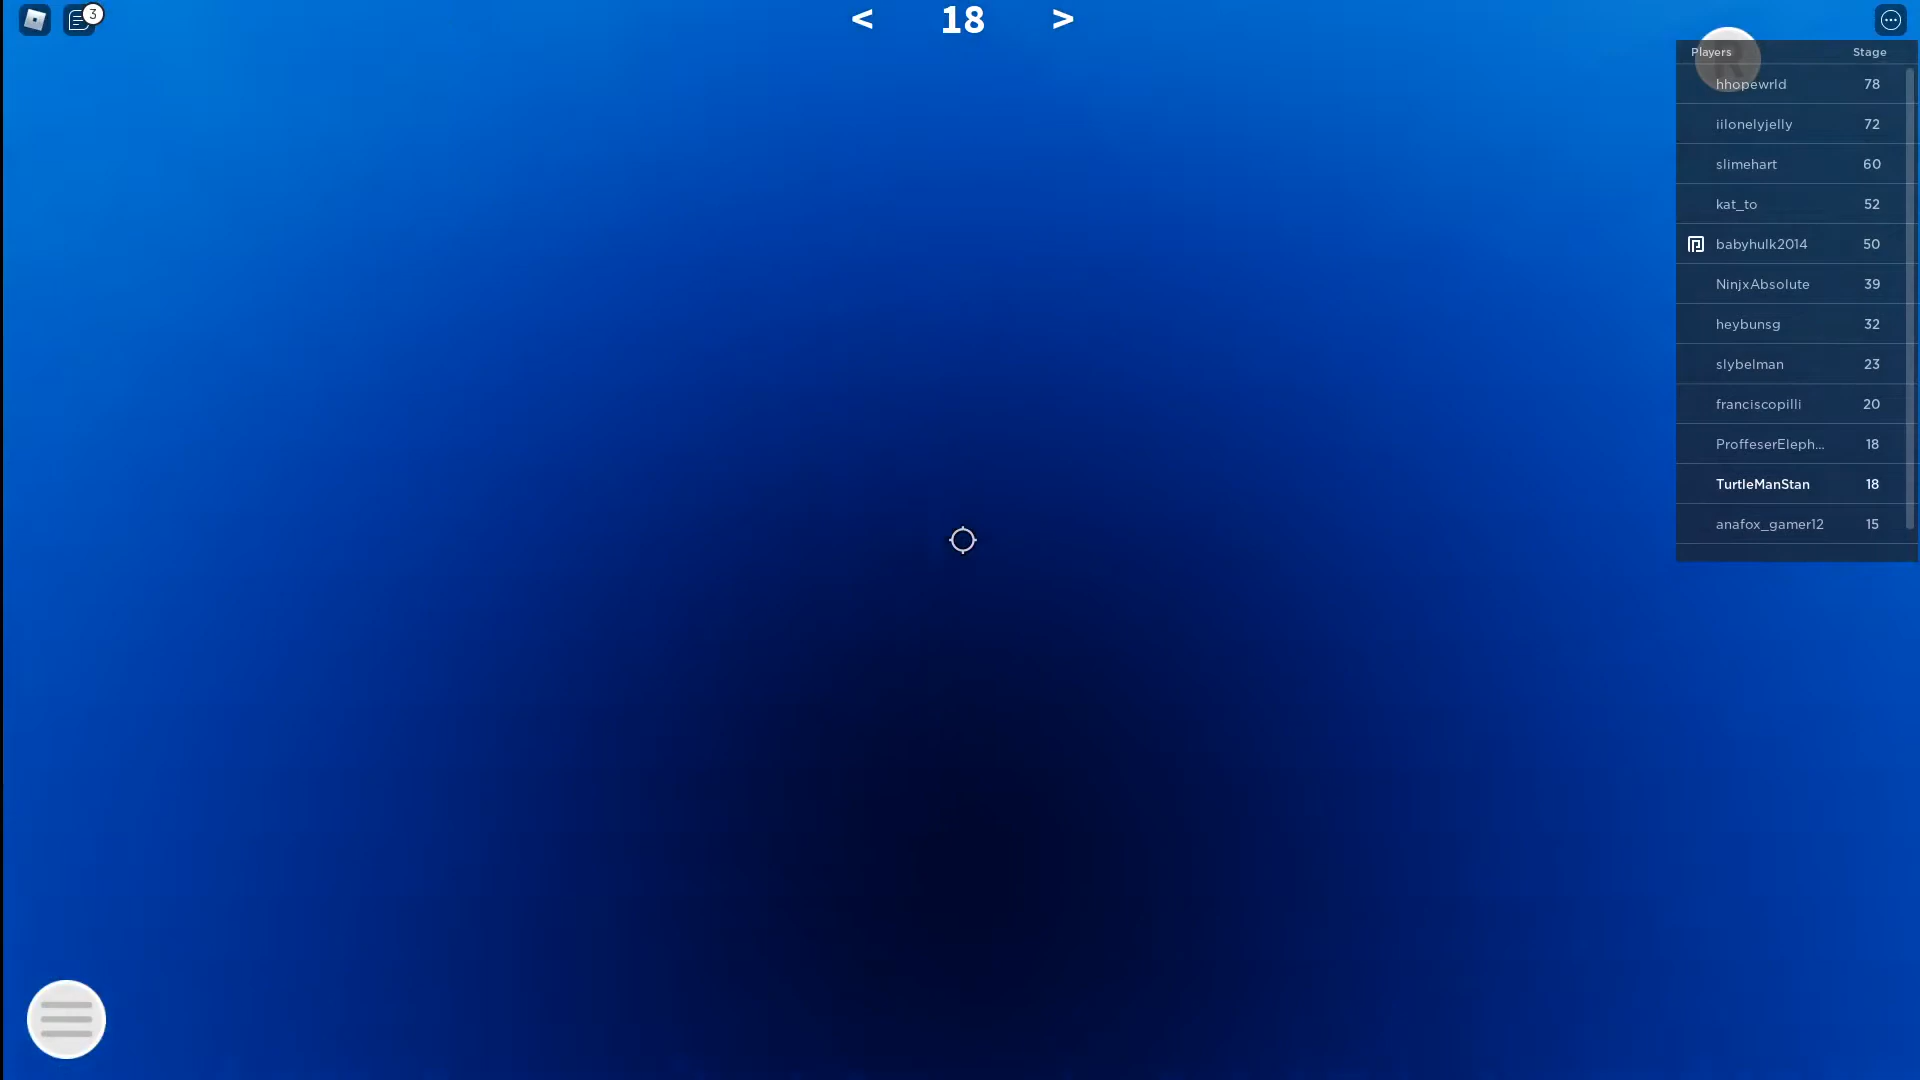 3
< 18 >
Players Stage
hhopewrld 78
iilonelyjelly 72
slimehart 60
kat_to 52
babyhulk2014 50
NinjxAbsolute 39
heybunsg 32
slybelman 23
franciscopilli 20
ProffeserEleph... 18
TurtleManStan 18
anafox_gamer12 15